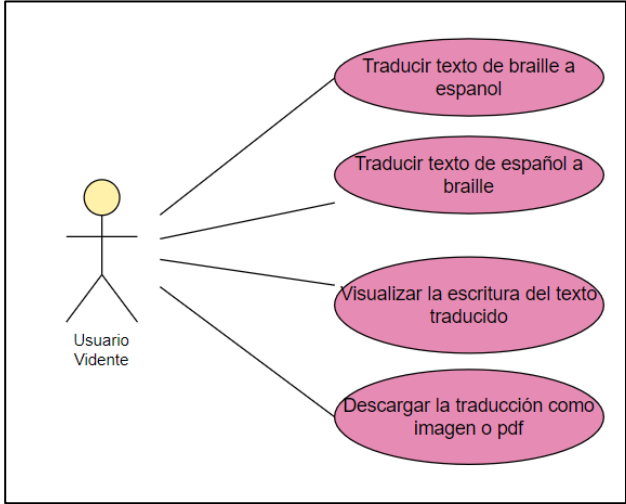 Traducir texto de braille a
espanol
Traducir texto de español a
braille
Visualizar la escritura del texto
traducido
Descargar la traducción como
imagen o pdf
Usuario
Vidente